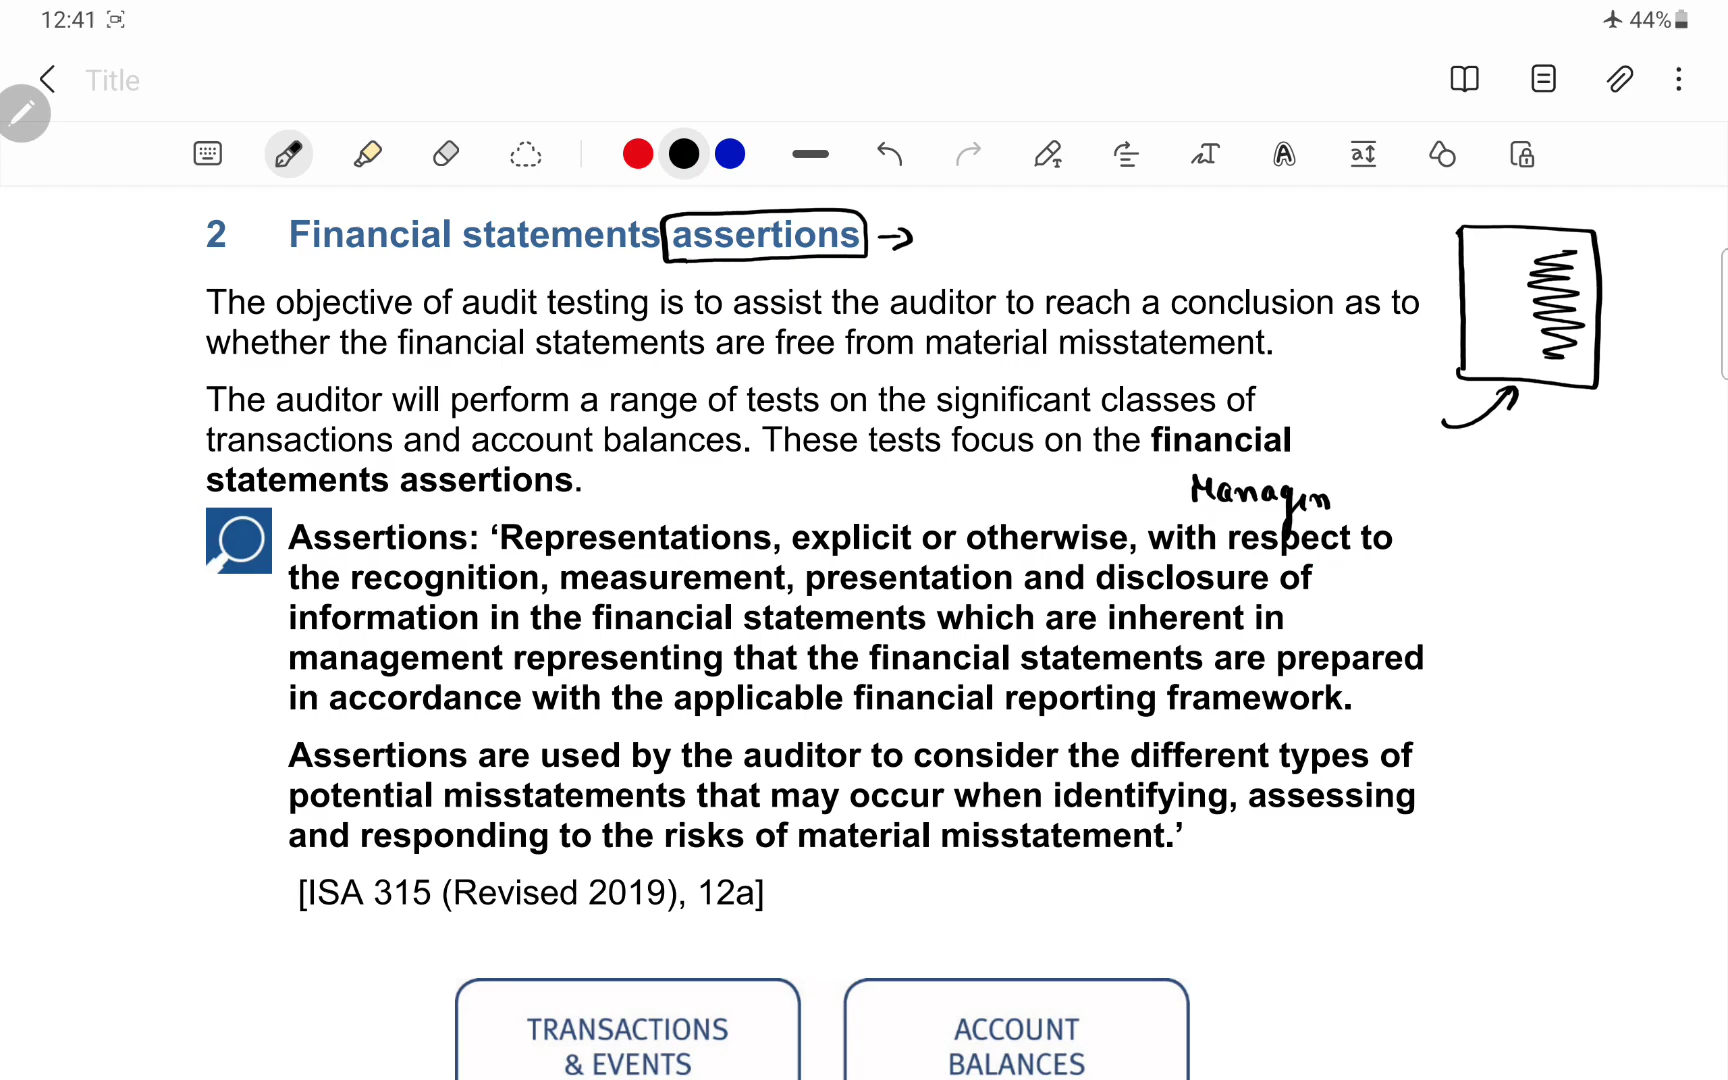 12:41
44%
Title
2 Financial statements assertions
The objective of audit testing is to assist the auditor to reach a conclusion as to
whether the financial statements are free from material misstatement.
The auditor will perform a range of tests on the significant classes of
transactions and account balances. These tests focus on the financial
statements assertions.
Managem
Assertions: ‘Representations, explicit or otherwise, with respect to
the recognition, measurement, presentation and disclosure of
information in the financial statements which are inherent in
management representing that the financial statements are prepared
in accordance with the applicable financial reporting framework.
Assertions are used by the auditor to consider the different types of
potential misstatements that may occur when identifying, assessing
and responding to the risks of material misstatement.’
[ISA 315 (Revised 2019), 12a]
TRANSACTIONS
& EVENTS
ACCOUNT
BALANCES